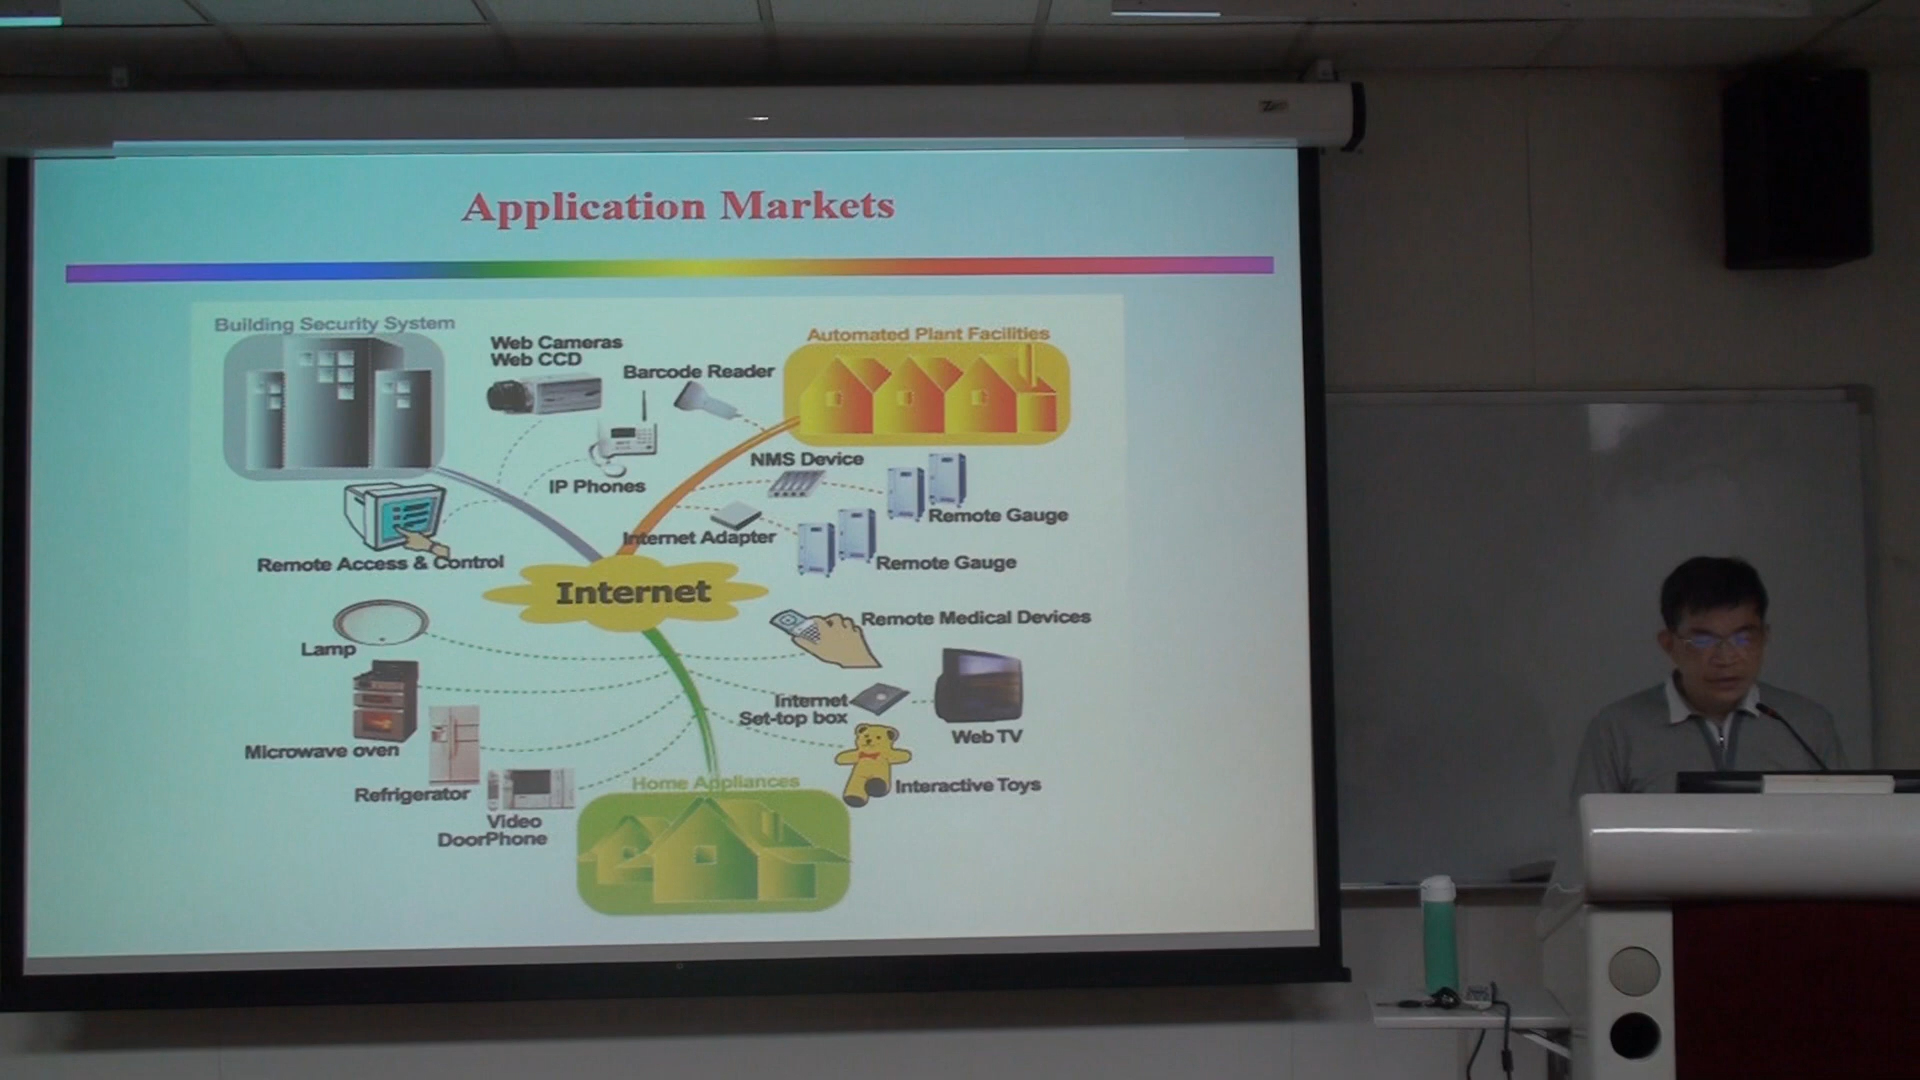 Application Markets
Building Security System
Web Cameras
Web CCD
Barcode Reader
Automated Plant Facilities
IP Phones
NMS Device
Remote Gauge
Internet Adapter
Remote Gauge
Remote Access & Control
Internet
Remote Medical Devices
Lamp
Internet
Set-top box
Web TV
Microwave oven
Refrigerator
Home Appliances
Interactive Toys
Video
DoorPhone